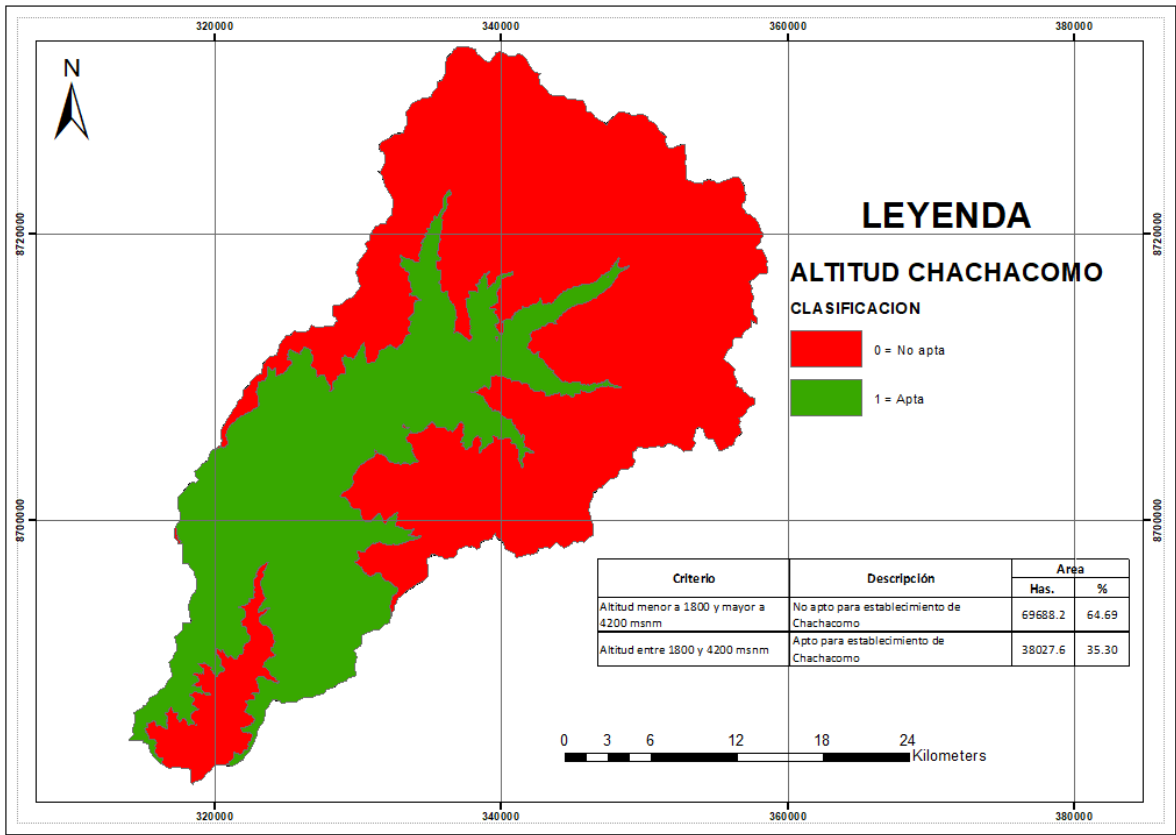 320000 340000 360000 380000
N
8720000 8720000
LEYENDA
ALTITUD CHACHACOMO
CLASIFICACION
0 = No apta
1 = Apta
8700000 8700000
Criterio Descripción Area
Has. %
Altitud menor a 1800 y mayor a
4200 msnm
No apto para establecimiento de
Chachacomo
69688.2 64.69
Altitud entre 1800 y 4200 msnm
Apto para establecimiento de
Chachacomo
38027.6 35.30
0 3 6 12 18 24
Kilometers
320000 340000 360000 380000